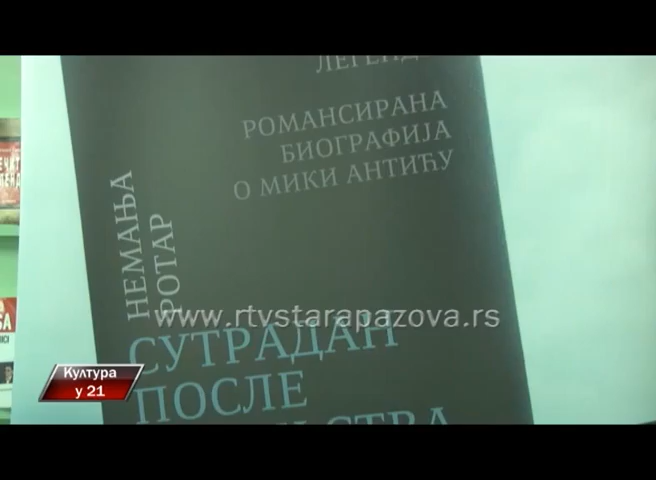 РОМАНСИРАНА
БИОГРАФИЈА
О МИКИ АНТИЋУ
НЕМАЊА
РОТАР
www.rtvstarapazova.rs
СУТРАДАН
ПОСЛЕ
Култура
у 21